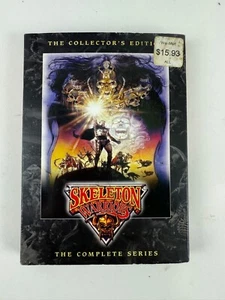 THE COLLECTOR'S EDITION
$15.93
SKELETON
WARRIORS
THE COMPLETE SERIES